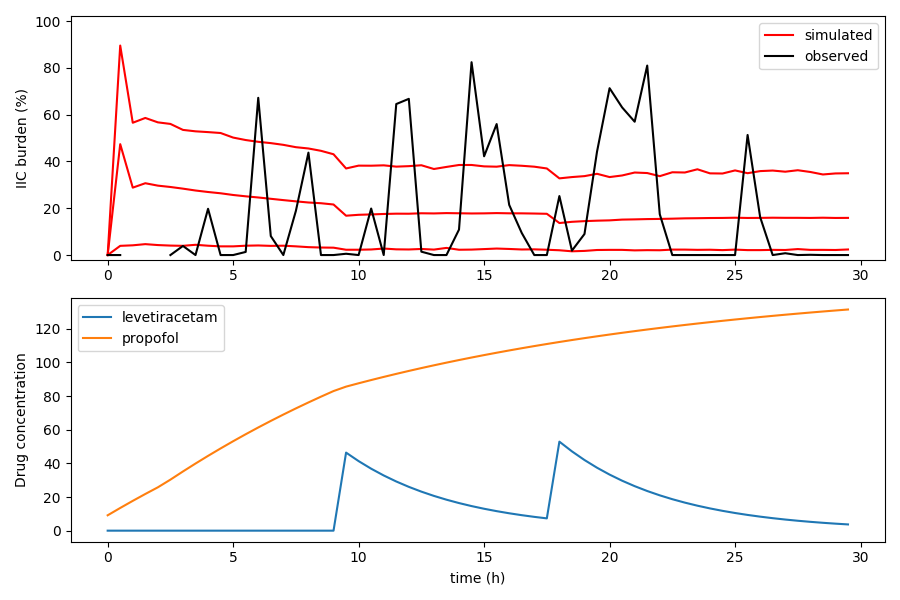 100
80
60
40
20
0
IIC burden (%)
simulated
observed
0 5 10 15 20 25 30
120
100
80
60
40
20
0
Drug concentration
levetiracetam
propofol
0 5 10 15 20 25 30
time (h)